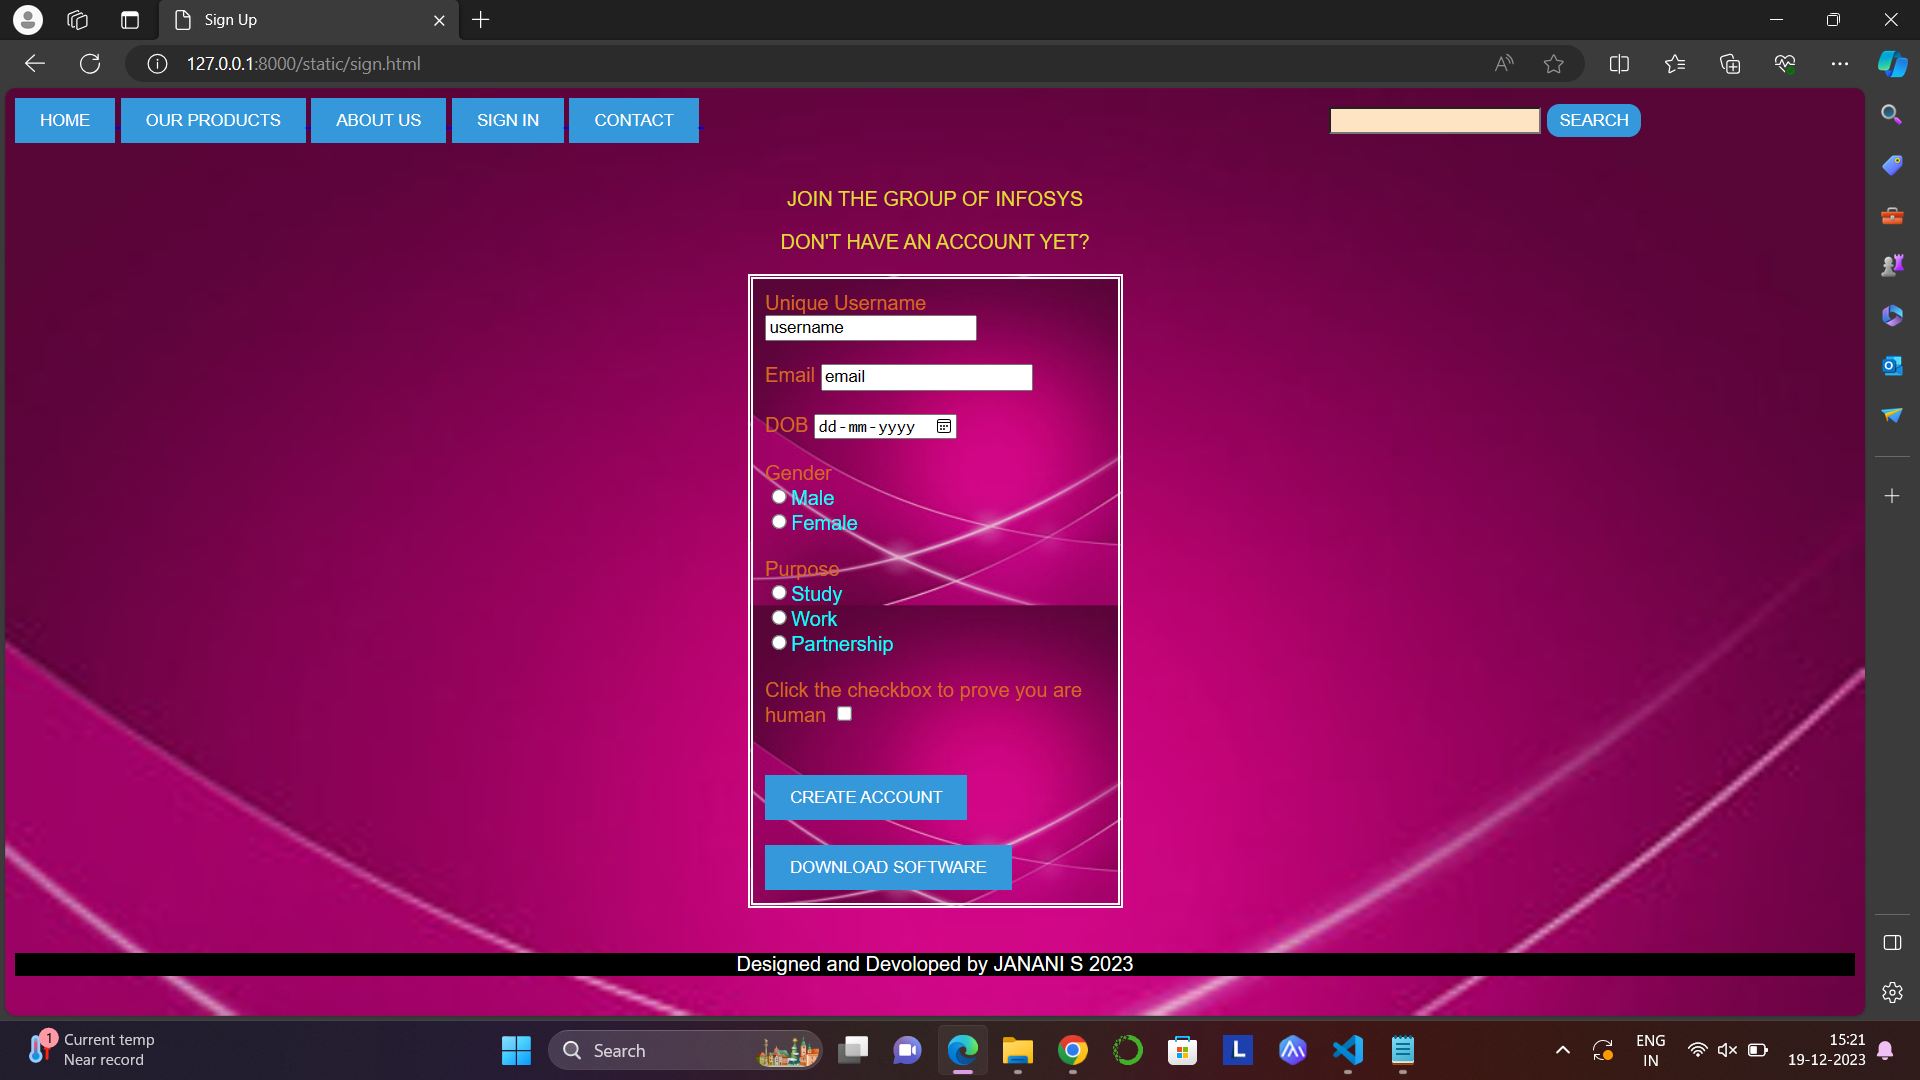 Sign Up
127.0.0.1:8000/static/sign.html
HOME OUR PRODUCTS ABOUT US SIGN IN CONTACT SEARCH
JOIN THE GROUP OF INFOSYS
DON'T HAVE AN ACCOUNT YET?
Unique Username
username
Email email
DOB dd-mm-yyyy
Gender
Male
Female
Purpose
Study
Work
Partnership
Click the checkbox to prove you are
human
CREATE ACCOUNT
DOWNLOAD SOFTWARE
Designed and Devoloped by JANANI S 2023
1 Current temp
Near record
Search
L
ENG
IN
15:21
19-12-2023